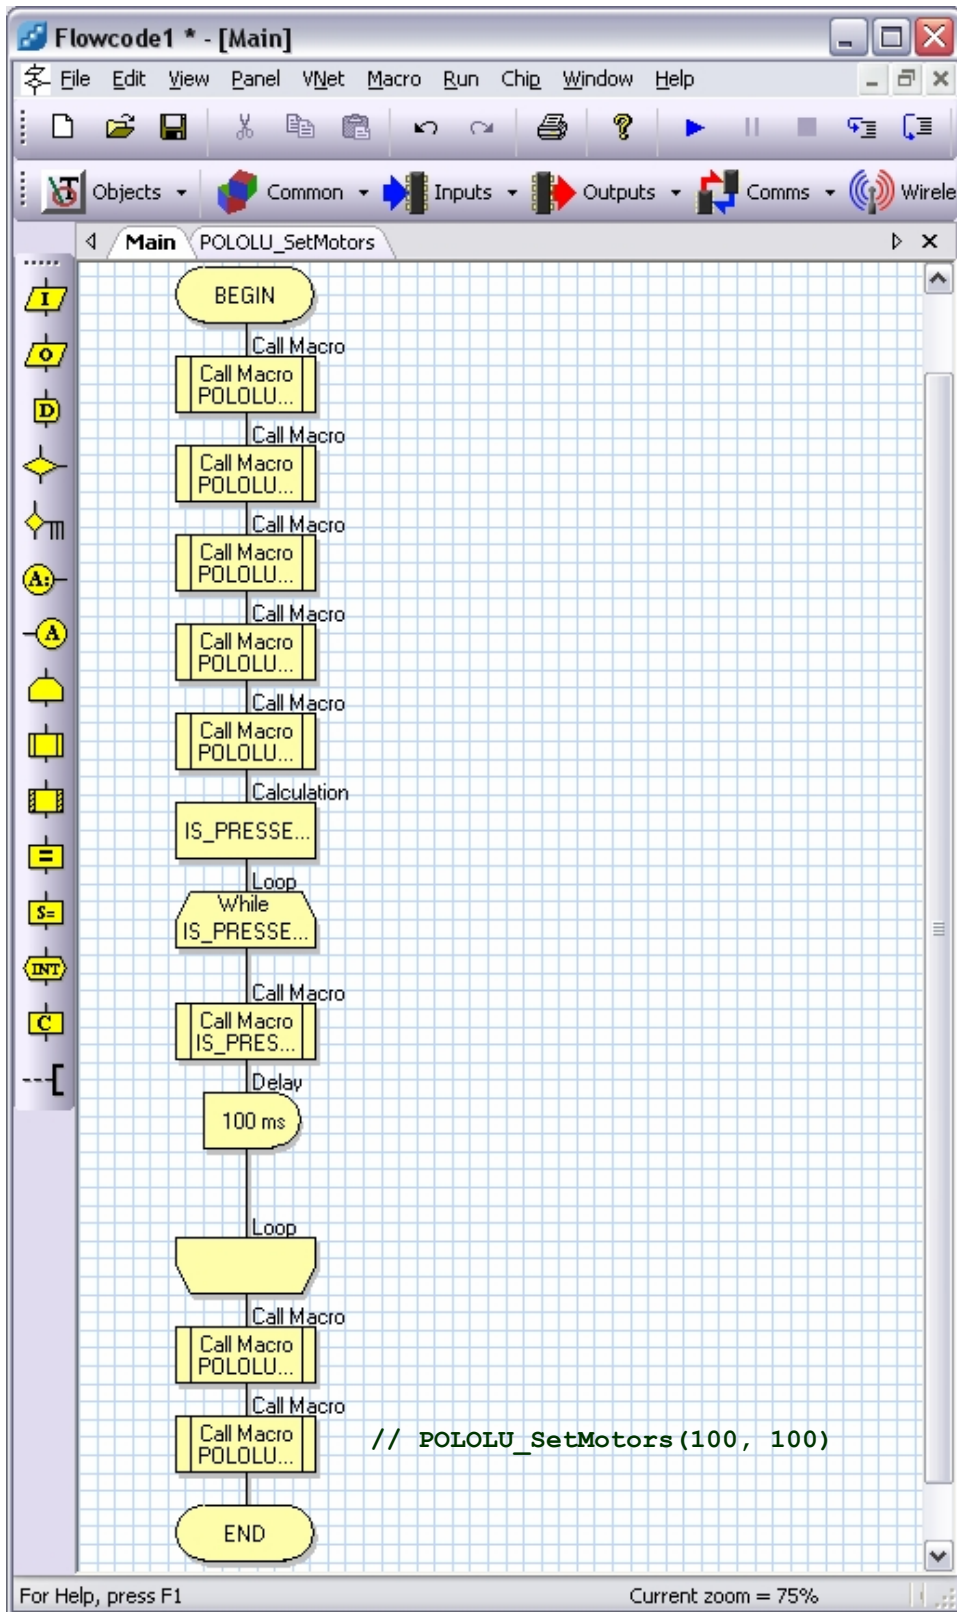 Flowcode1 * - [Main]
File Edit View Panel VNet Macro Run Chip Window Help
Objects Common Inputs Outputs Comms Wirele
Main POLOLU_SetMotors
BEGIN
Call Macro
Call Macro
POLOLU...
Call Macro
Call Macro
POLOLU...
Call Macro
Call Macro
POLOLU...
Call Macro
Call Macro
POLOLU...
Call Macro
Call Macro
POLOLU...
Calculation
IS_PRESSE...
Loop
While
IS_PRESSE...
Call Macro
Call Macro
IS_PRES...
Delay
100 ms
Loop
Call Macro
Call Macro
POLOLU...
Call Macro
Call Macro
POLOLU...
// POLOLU_SetMotors(100, 100)
END
I
O
D
A:
A
=
S=
INT
C
For Help, press F1 Current zoom = 75%